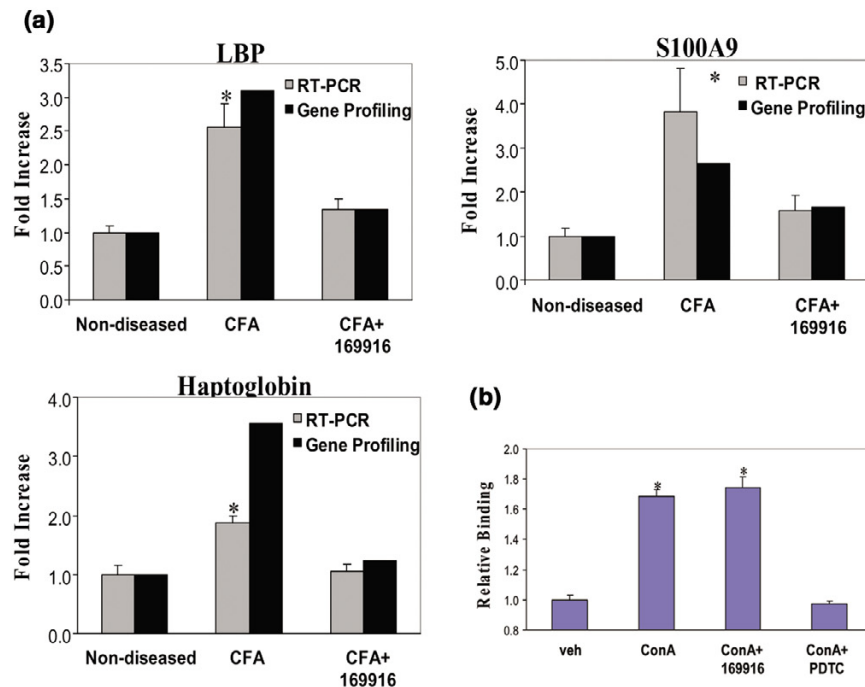 (a)
LBP
Fold Increase
3.5
3.0
2.5
2.0
1.5
1.0
0.5
0.0
*
RT-PCR
Gene Profiling
Non-diseased CFA CFA+
169916
S100A9
Fold Increase
5.0
4.0
3.0
2.0
1.0
0.0
*
RT-PCR
Gene Profiling
Non-diseased CFA CFA+
169916
Haptoglobin
Fold Increase
4.0
3.0
2.0
1.0
0.0
*
RT-PCR
Gene Profiling
Non-diseased CFA CFA+
169916
(b)
Relative Binding
2.0
1.8
1.6
1.4
1.2
1.0
0.8
* *
veh ConA ConA+ ConA+
169916 PDTC